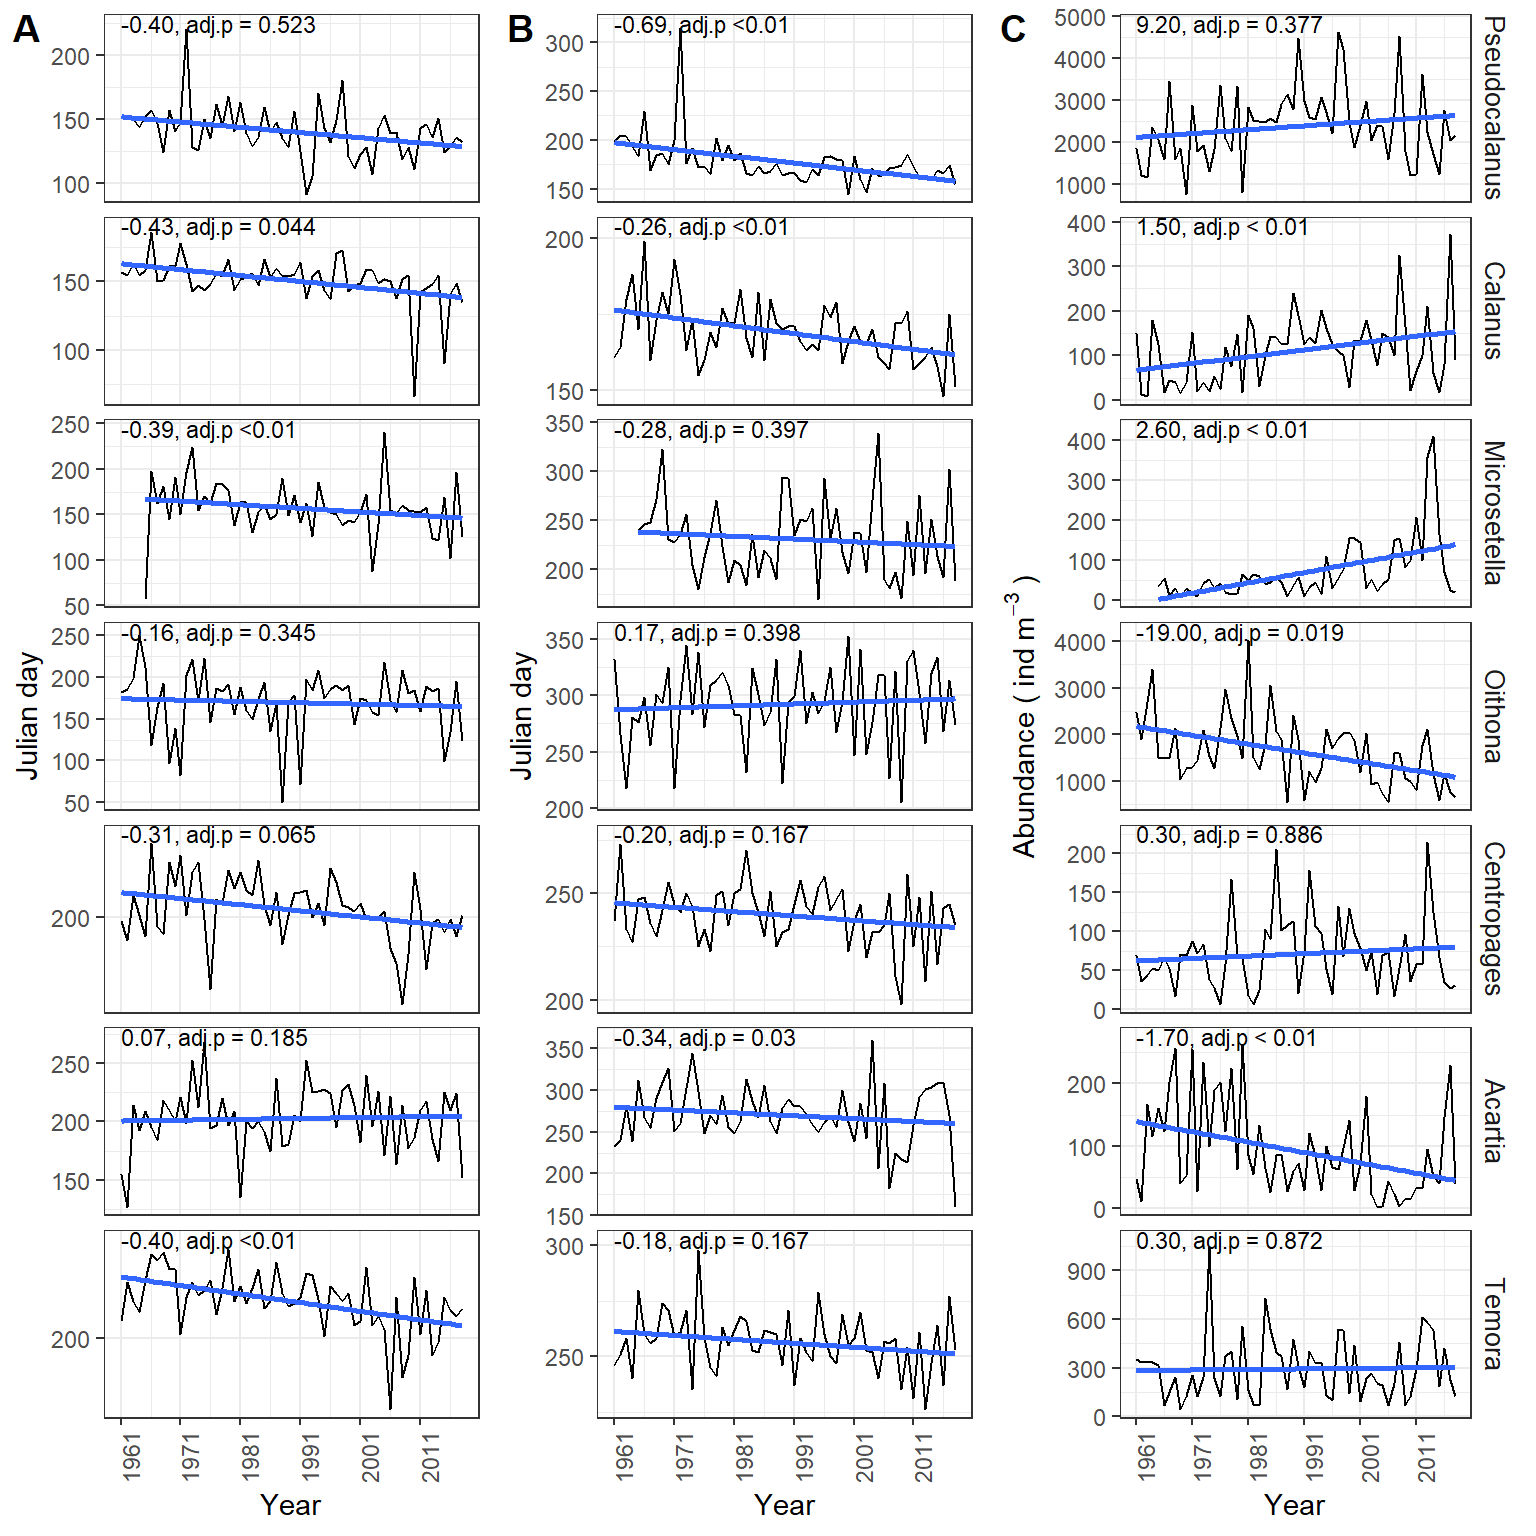 A
-0.40, adj.p = 0.523
200
150
100
-0.43, adj.p = 0.044
150
100
-0.39, adj.p <0.01
250
200
150
100
50
-0.16, adj.p = 0.345
250
200
150
100
50
-0.31, adj.p = 0.065
200
0.07, adj.p = 0.185
250
200
150
-0.40, adj.p <0.01
200
Julian day
1961
1971
1981
1991
2001
2011
Year
B
-0.69, adj.p <0.01
300
250
200
150
-0.26, adj.p <0.01
200
150
-0.28, adj.p = 0.397
350
300
250
200
0.17, adj.p = 0.398
350
300
250
200
-0.20, adj.p = 0.167
250
200
-0.34, adj.p = 0.03
350
300
250
200
150
-0.18, adj.p = 0.167
300
250
Julian day
1961
1971
1981
1991
2001
2011
Year
C
9.20, adj.p = 0.377
5000
4000
3000
2000
1000
Pseudocalanus
1.50, adj.p < 0.01
400
300
200
100
0
Calanus
2.60, adj.p < 0.01
400
300
200
100
0
Microsetella
-19.00, adj.p = 0.019
4000
3000
2000
1000
Oithona
0.30, adj.p = 0.886
200
150
100
50
0
Centropages
-1.70, adj.p < 0.01
200
100
0
Acartia
0.30, adj.p = 0.872
900
600
300
0
Temora
Abundance ( ind m⁻³ )
1961
1971
1981
1991
2001
2011
Year